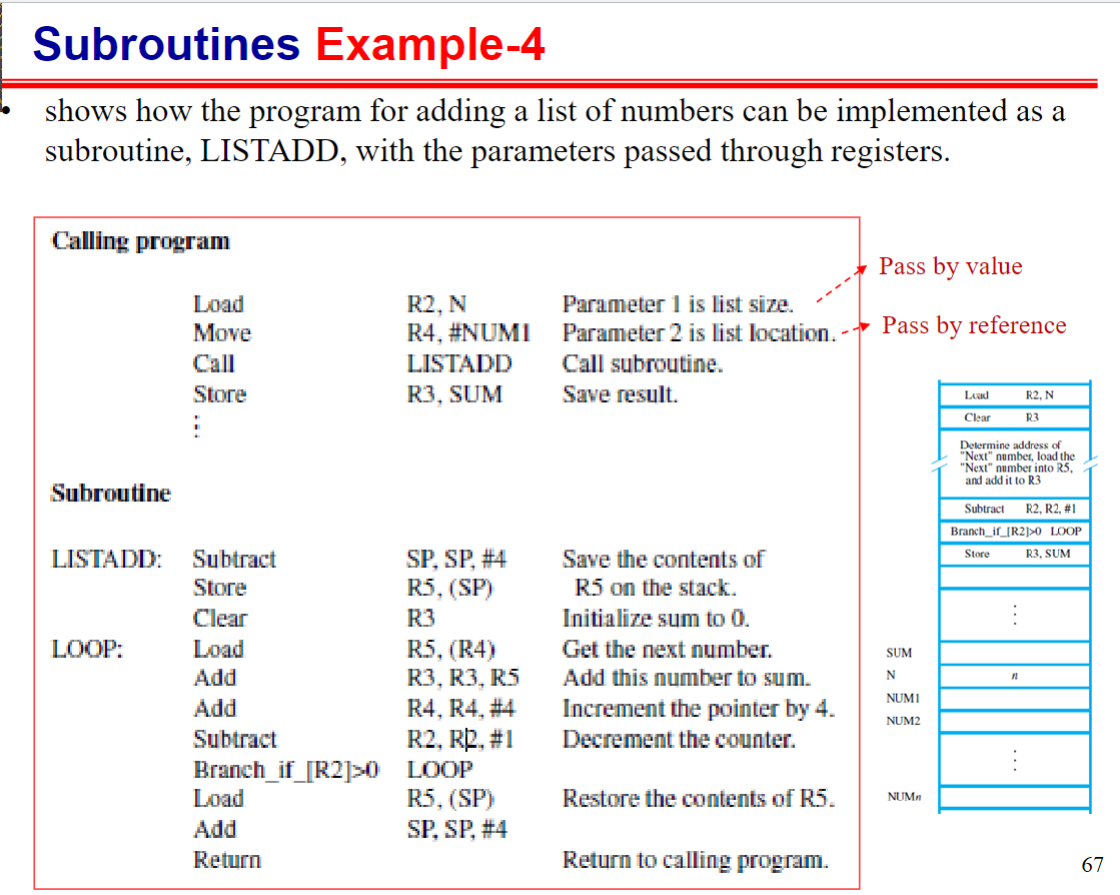 Subroutines Example-4
• shows how the program for adding a list of numbers can be implemented as a
subroutine, LISTADD, with the parameters passed through registers.
Calling program
Load R2, N Parameter 1 is list size.
Move R4, #NUM1 Parameter 2 is list location.
Call LISTADD Call subroutine.
Store R3, SUM Save result.
⋮
Subroutine
LISTADD: Subtract SP, SP, #4 Save the contents of
Store R5, (SP) R5 on the stack.
Clear R3 Initialize sum to 0.
LOOP: Load R5, (R4) Get the next number.
Add R3, R3, R5 Add this number to sum.
Add R4, R4, #4 Increment the pointer by 4.
Subtract R2, R2, #1 Decrement the counter.
Branch_if_[R2]>0 LOOP
Load R5, (SP) Restore the contents of R5.
Add SP, SP, #4
Return Return to calling program.
Pass by value
Pass by reference
Load R2, N
Clear R3
Determine address of
"Next" number, load the
"Next" number into R5,
and add it to R3
Subtract R2, R2, #1
Branch_if_[R2]>0 LOOP
Store R3, SUM
⋮
SUM
N n
NUM1
NUM2
⋮
NUMn
67